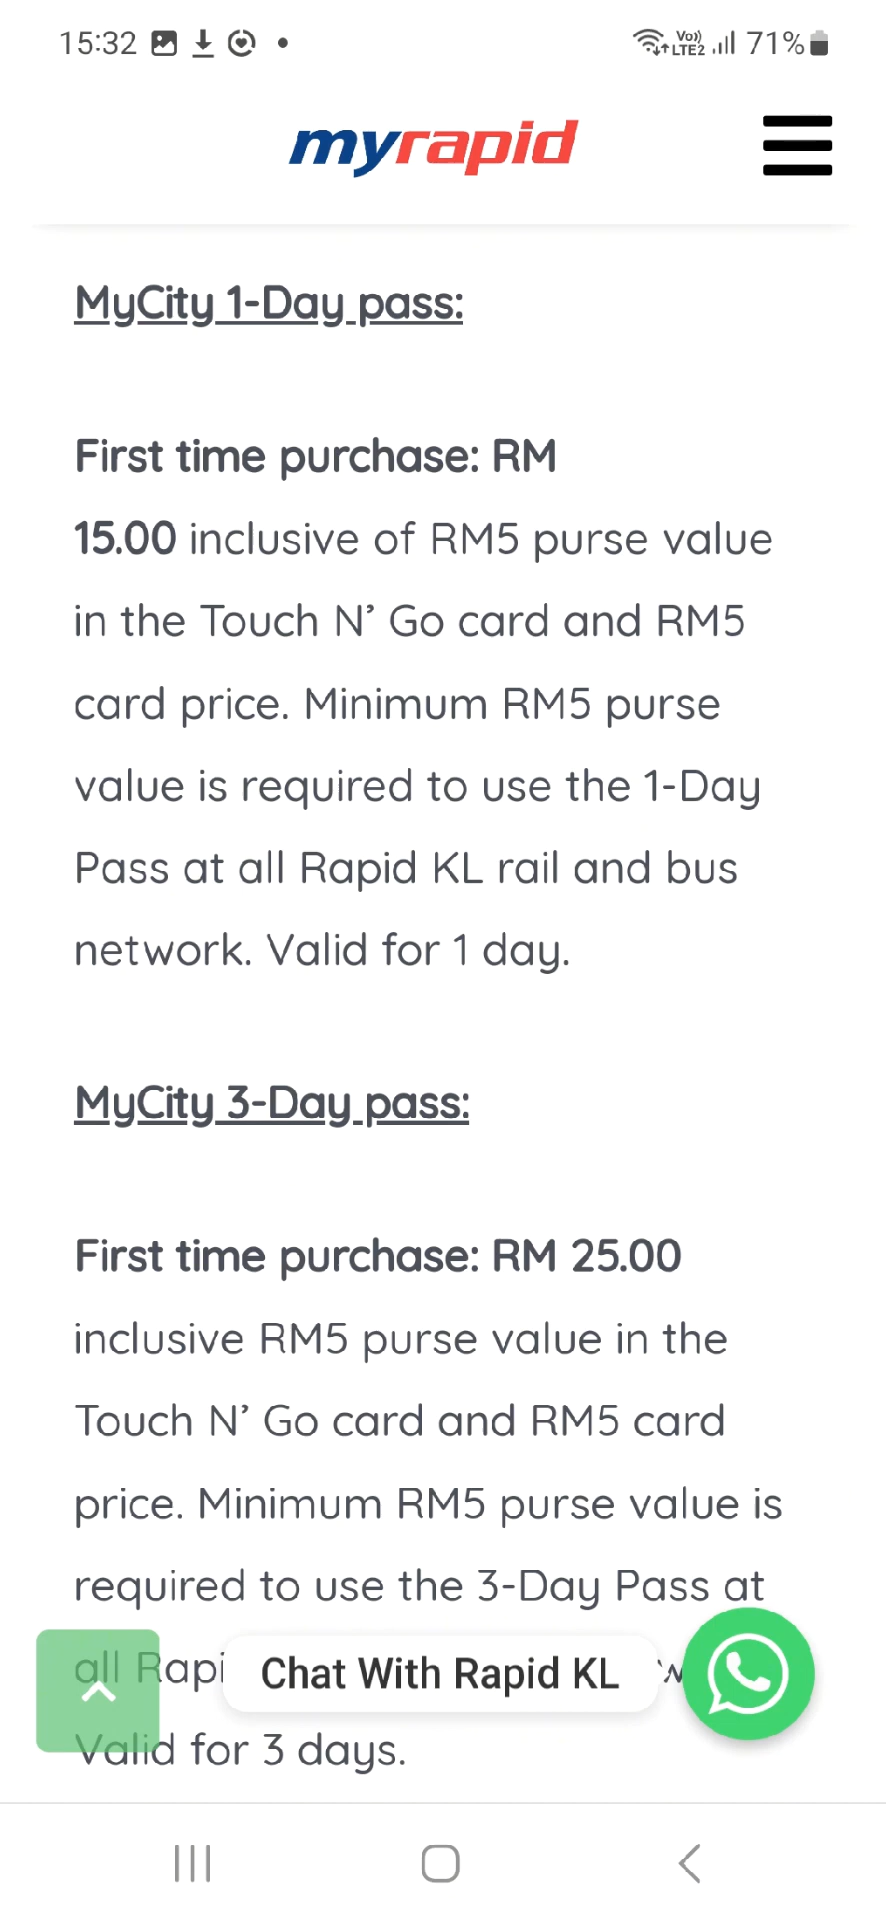 15:32
Vo))
LTE2
71%
myrapid
MyCity 1-Day pass:
First time purchase: RM
15.00 inclusive of RM5 purse value
in the Touch N’ Go card and RM5
card price. Minimum RM5 purse
value is required to use the 1-Day
Pass at all Rapid KL rail and bus
network. Valid for 1 day.
MyCity 3-Day pass:
First time purchase: RM 25.00
inclusive RM5 purse value in the
Touch N’ Go card and RM5 card
price. Minimum RM5 purse value is
required to use the 3-Day Pass at
all Rapi
Chat With Rapid KL
Valid for 3 days.